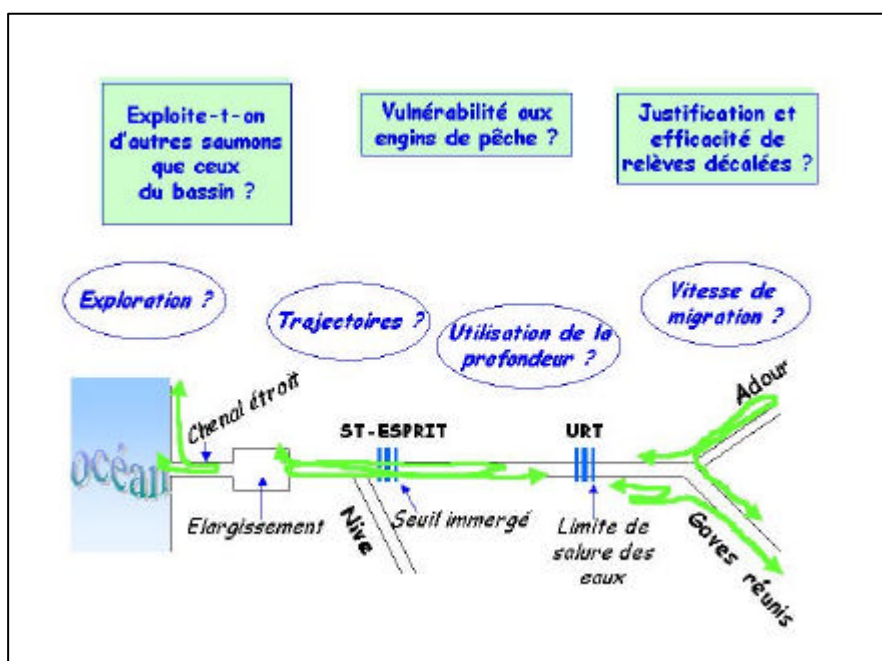 Exploite-t-on
d'autres saumons
que ceux
du bassin ?
Vulnérabilité aux
engins de pêche ?
Justification et
efficacité de
relèves décalées ?
Exploration ?
Trajectoires ?
Utilisation de la
profondeur ?
Vitesse de
migration ?
océan
Chenal étroit
Elargissement
ST-ESPRIT
Nive
Seuil immergé
URT
Limite de
salure des
eaux
Adour
Gaves réunis